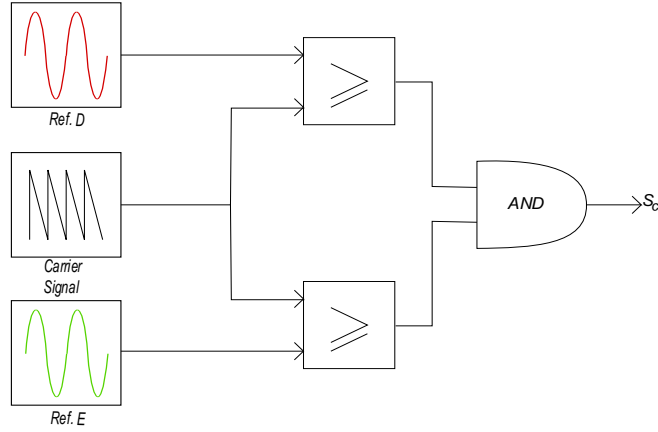 Ref. D
Carrier
Signal
Ref. E
AND
Sc